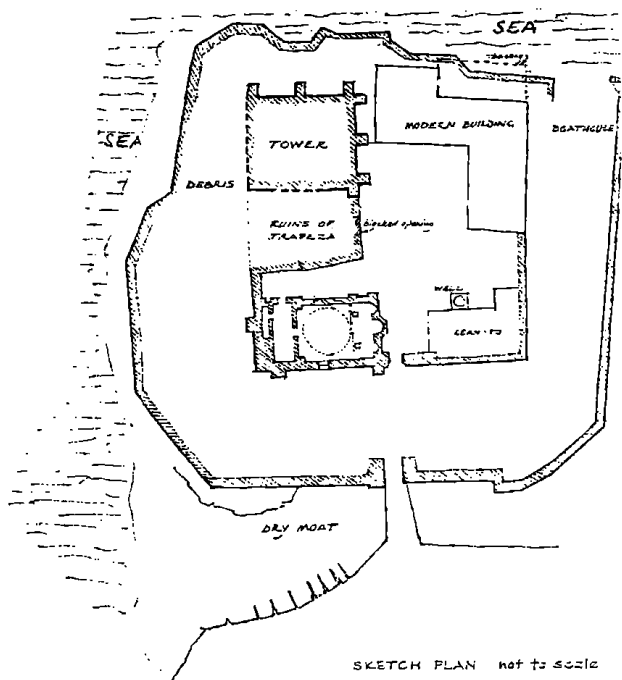 SEA
SEA
TOWER
MODERN BUILDING
DEBRIS
RUINS OF
TRAPEZA
blocked opening
WELL
LEAN-TO
DRY MOAT
SKETCH PLAN not to scale